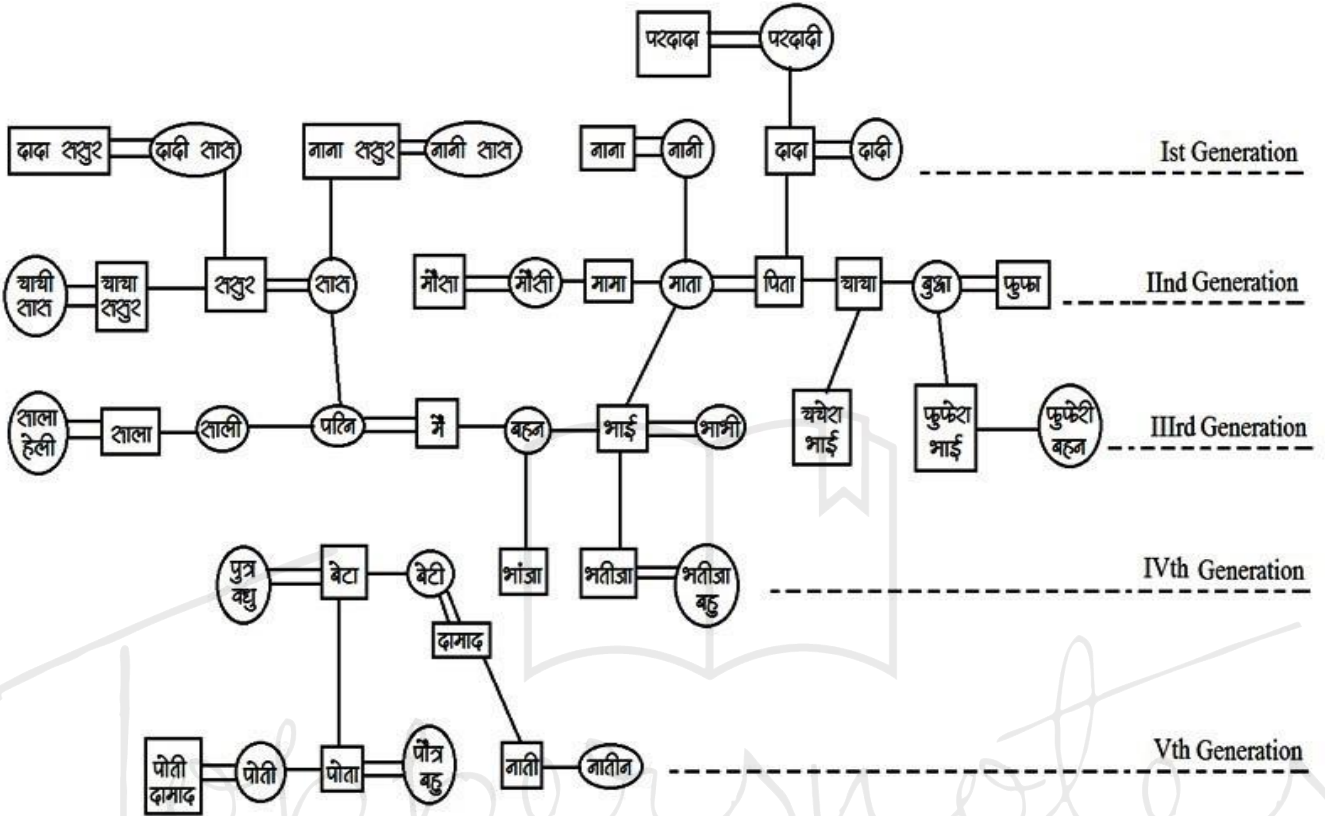 परदादा
परदादी
दादा ससुर
दादी सास
नाना ससुर
नानी सास
नाना
नानी
दादा
दादी
Ist Generation
चाची
सास
चाचा
ससुर
ससुर
सास
मौसा
मौसी
मामा
माता
पिता
चाचा
बुआ
फुफा
IInd Generation
साला
हेली
साला
साली
पत्नि
मैं
बहन
भाई
भाभी
चचेरा
भाई
फुफेरा
भाई
फुफेरी
बहन
IIIrd Generation
पुत्र
वधु
बेटा
बेटी
भांजा
भतीजा
भतीजा
बहु
IVth Generation
दामाद
पोती
दामाद
पोती
पोता
पौत्र
बहु
नाती
नातीन
Vth Generation
Toppersnotes